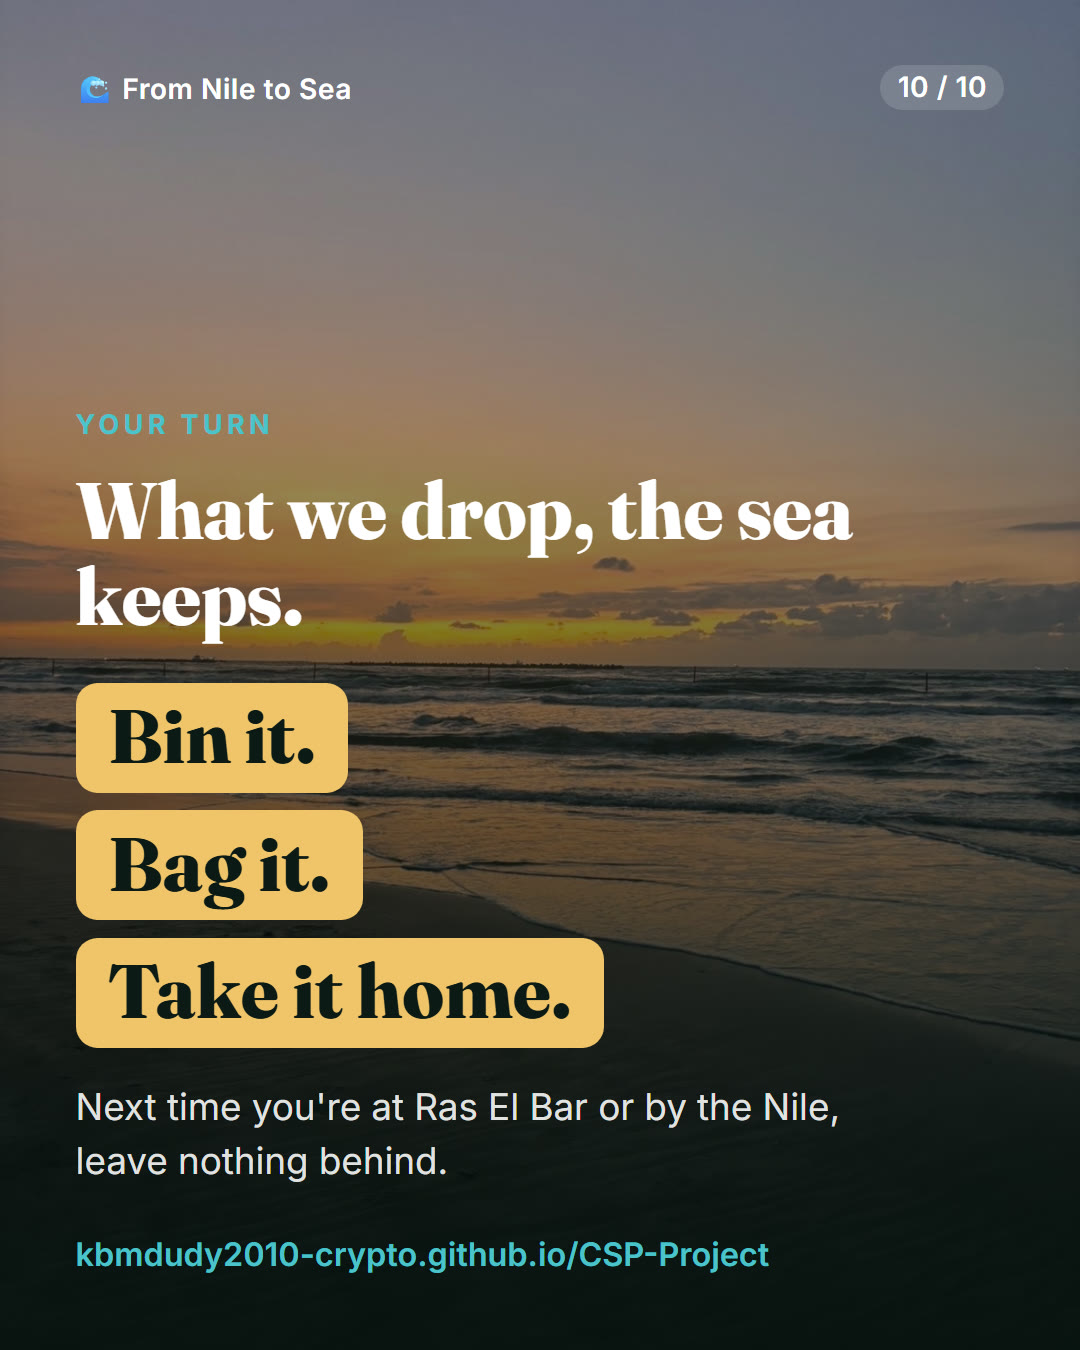 From Nile to Sea
10 / 10
YOUR TURN
What we drop, the sea
keeps.
Bin it.
Bag it.
Take it home.
Next time you're at Ras El Bar or by the Nile,
leave nothing behind.
kbmdudy2010-crypto.github.io/CSP-Project